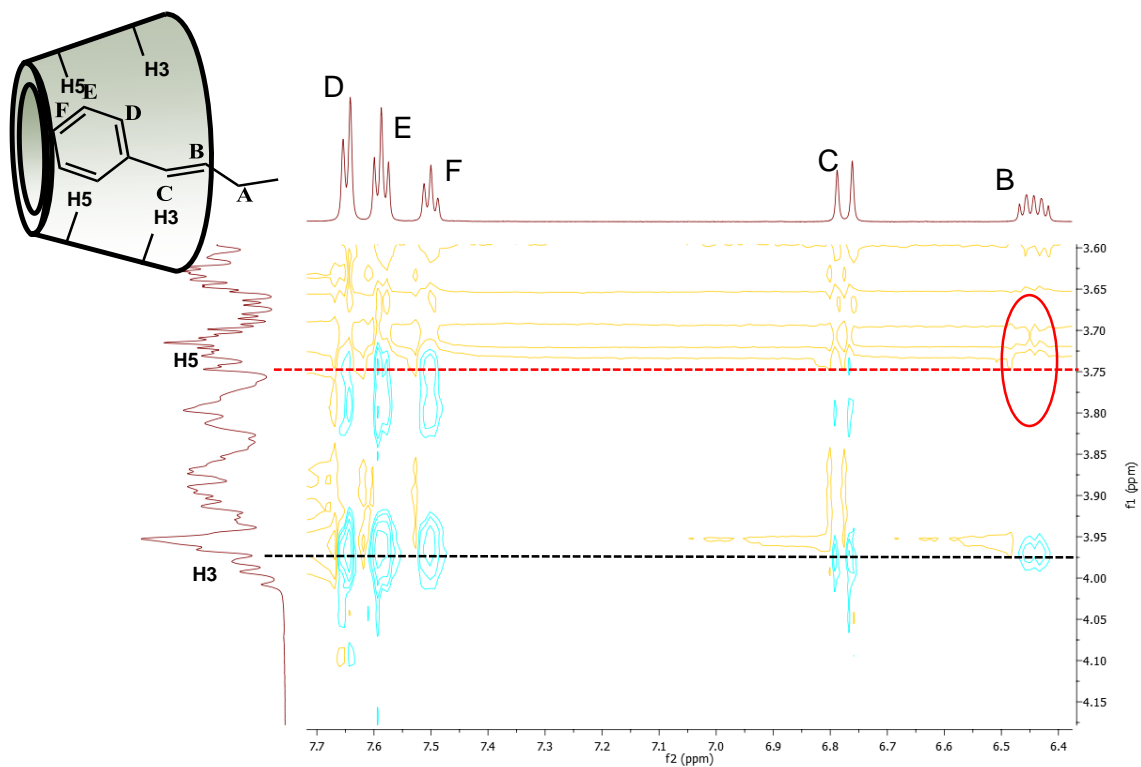 H3
H5
E
F
D
B
C
A
H5
H3
D
E
F
C
B
H5
H3
3.60
3.65
3.70
3.75
3.80
3.85
3.90
3.95
4.00
4.05
4.10
4.15
f1 (ppm)
7.7 7.6 7.5 7.4 7.3 7.2 7.1 7.0 6.9 6.8 6.7 6.6 6.5 6.4
f2 (ppm)